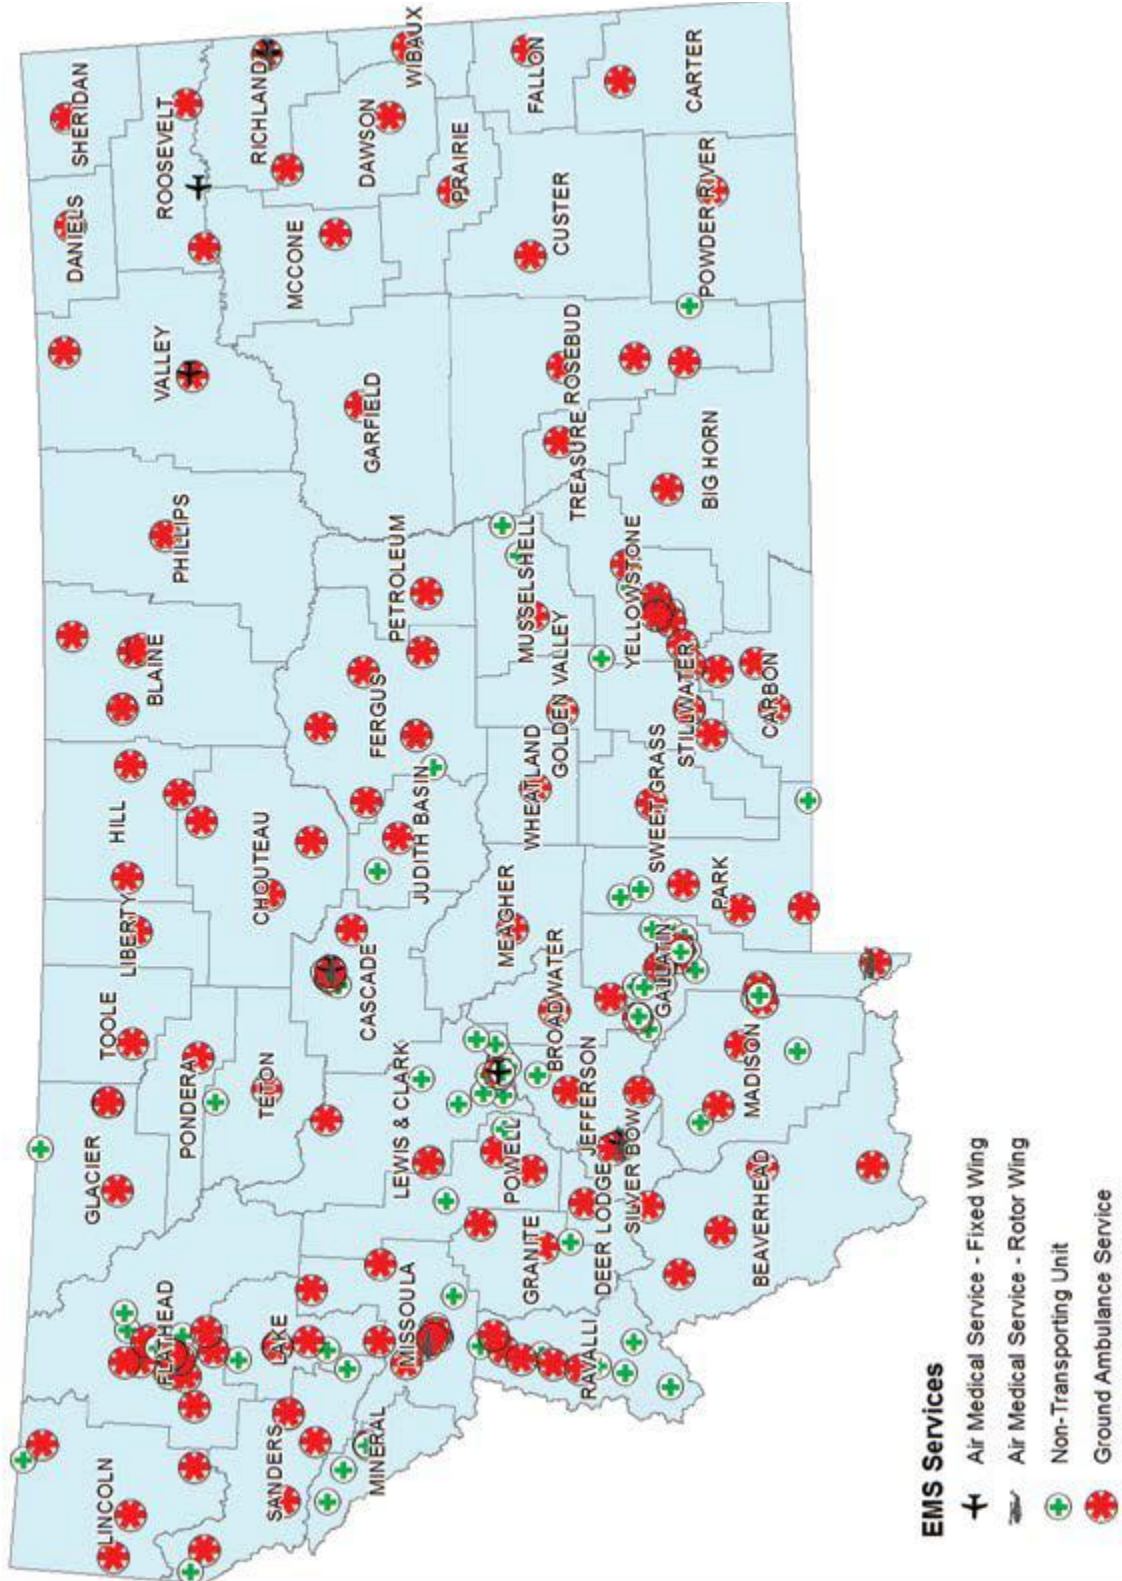 LINCOLN
FLATHEAD
GLACIER
TOOLE
LIBERTY
HILL
BLAINE
PHILLIPS
VALLEY
DANIELS
SHERIDAN
ROOSEVELT
PONDERA
TETON
CHOUTEAU
SANDERS
LAKE
RICHLAND
MCCONE
GARFIELD
DAWSON
WIBAUX
MINERAL
MISSOULA
LEWIS & CLARK
CASCADE
JUDITH BASIN
FERGUS
PETROLEUM
PRAIRIE
POWELL
GRANITE
MEAGHER
WHEATLAND
GOLDEN VALLEY
MUSSELSHELL
TREASURE
ROSEBUD
CUSTER
FALLON
RAVALLI
DEER LODGE
SILVER BOW
JEFFERSON
BROADWATER
GALLATIN
PARK
SWEET GRASS
STILLWATER
YELLOWSTONE
CARBON
BIG HORN
POWDER RIVER
CARTER
BEAVERHEAD
MADISON
EMS Services
Air Medical Service - Fixed Wing
Air Medical Service - Rotor Wing
Non-Transporting Unit
Ground Ambulance Service